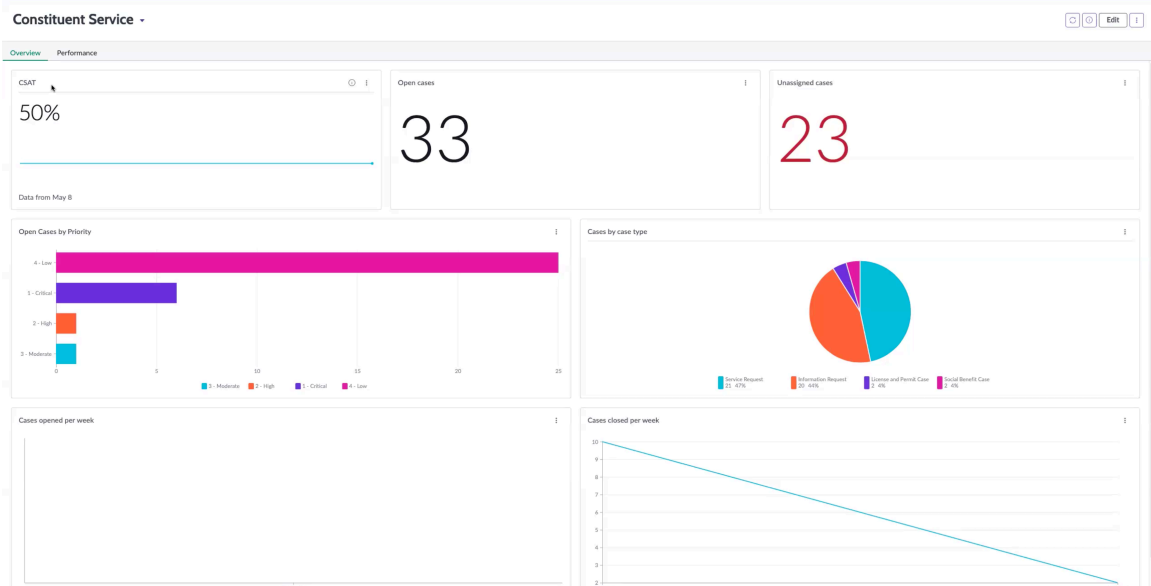 Constituent Service
Edit
Overview
Performance
CSAT
50%
Data from May 8
Open cases
33
Unassigned cases
23
Open Cases by Priority
4 - Low
1 - Critical
2 - High
3 - Moderate
0 5 10 15 20 25
3 - Moderate 2 - High 1 - Critical 4 - Low
Cases by case type
Service Request Information Request License and Permit Case Social Benefit Case
21 47% 20 44% 2 4% 2 4%
Cases opened per week
Cases closed per week
10
9
8
7
6
5
4
3
2